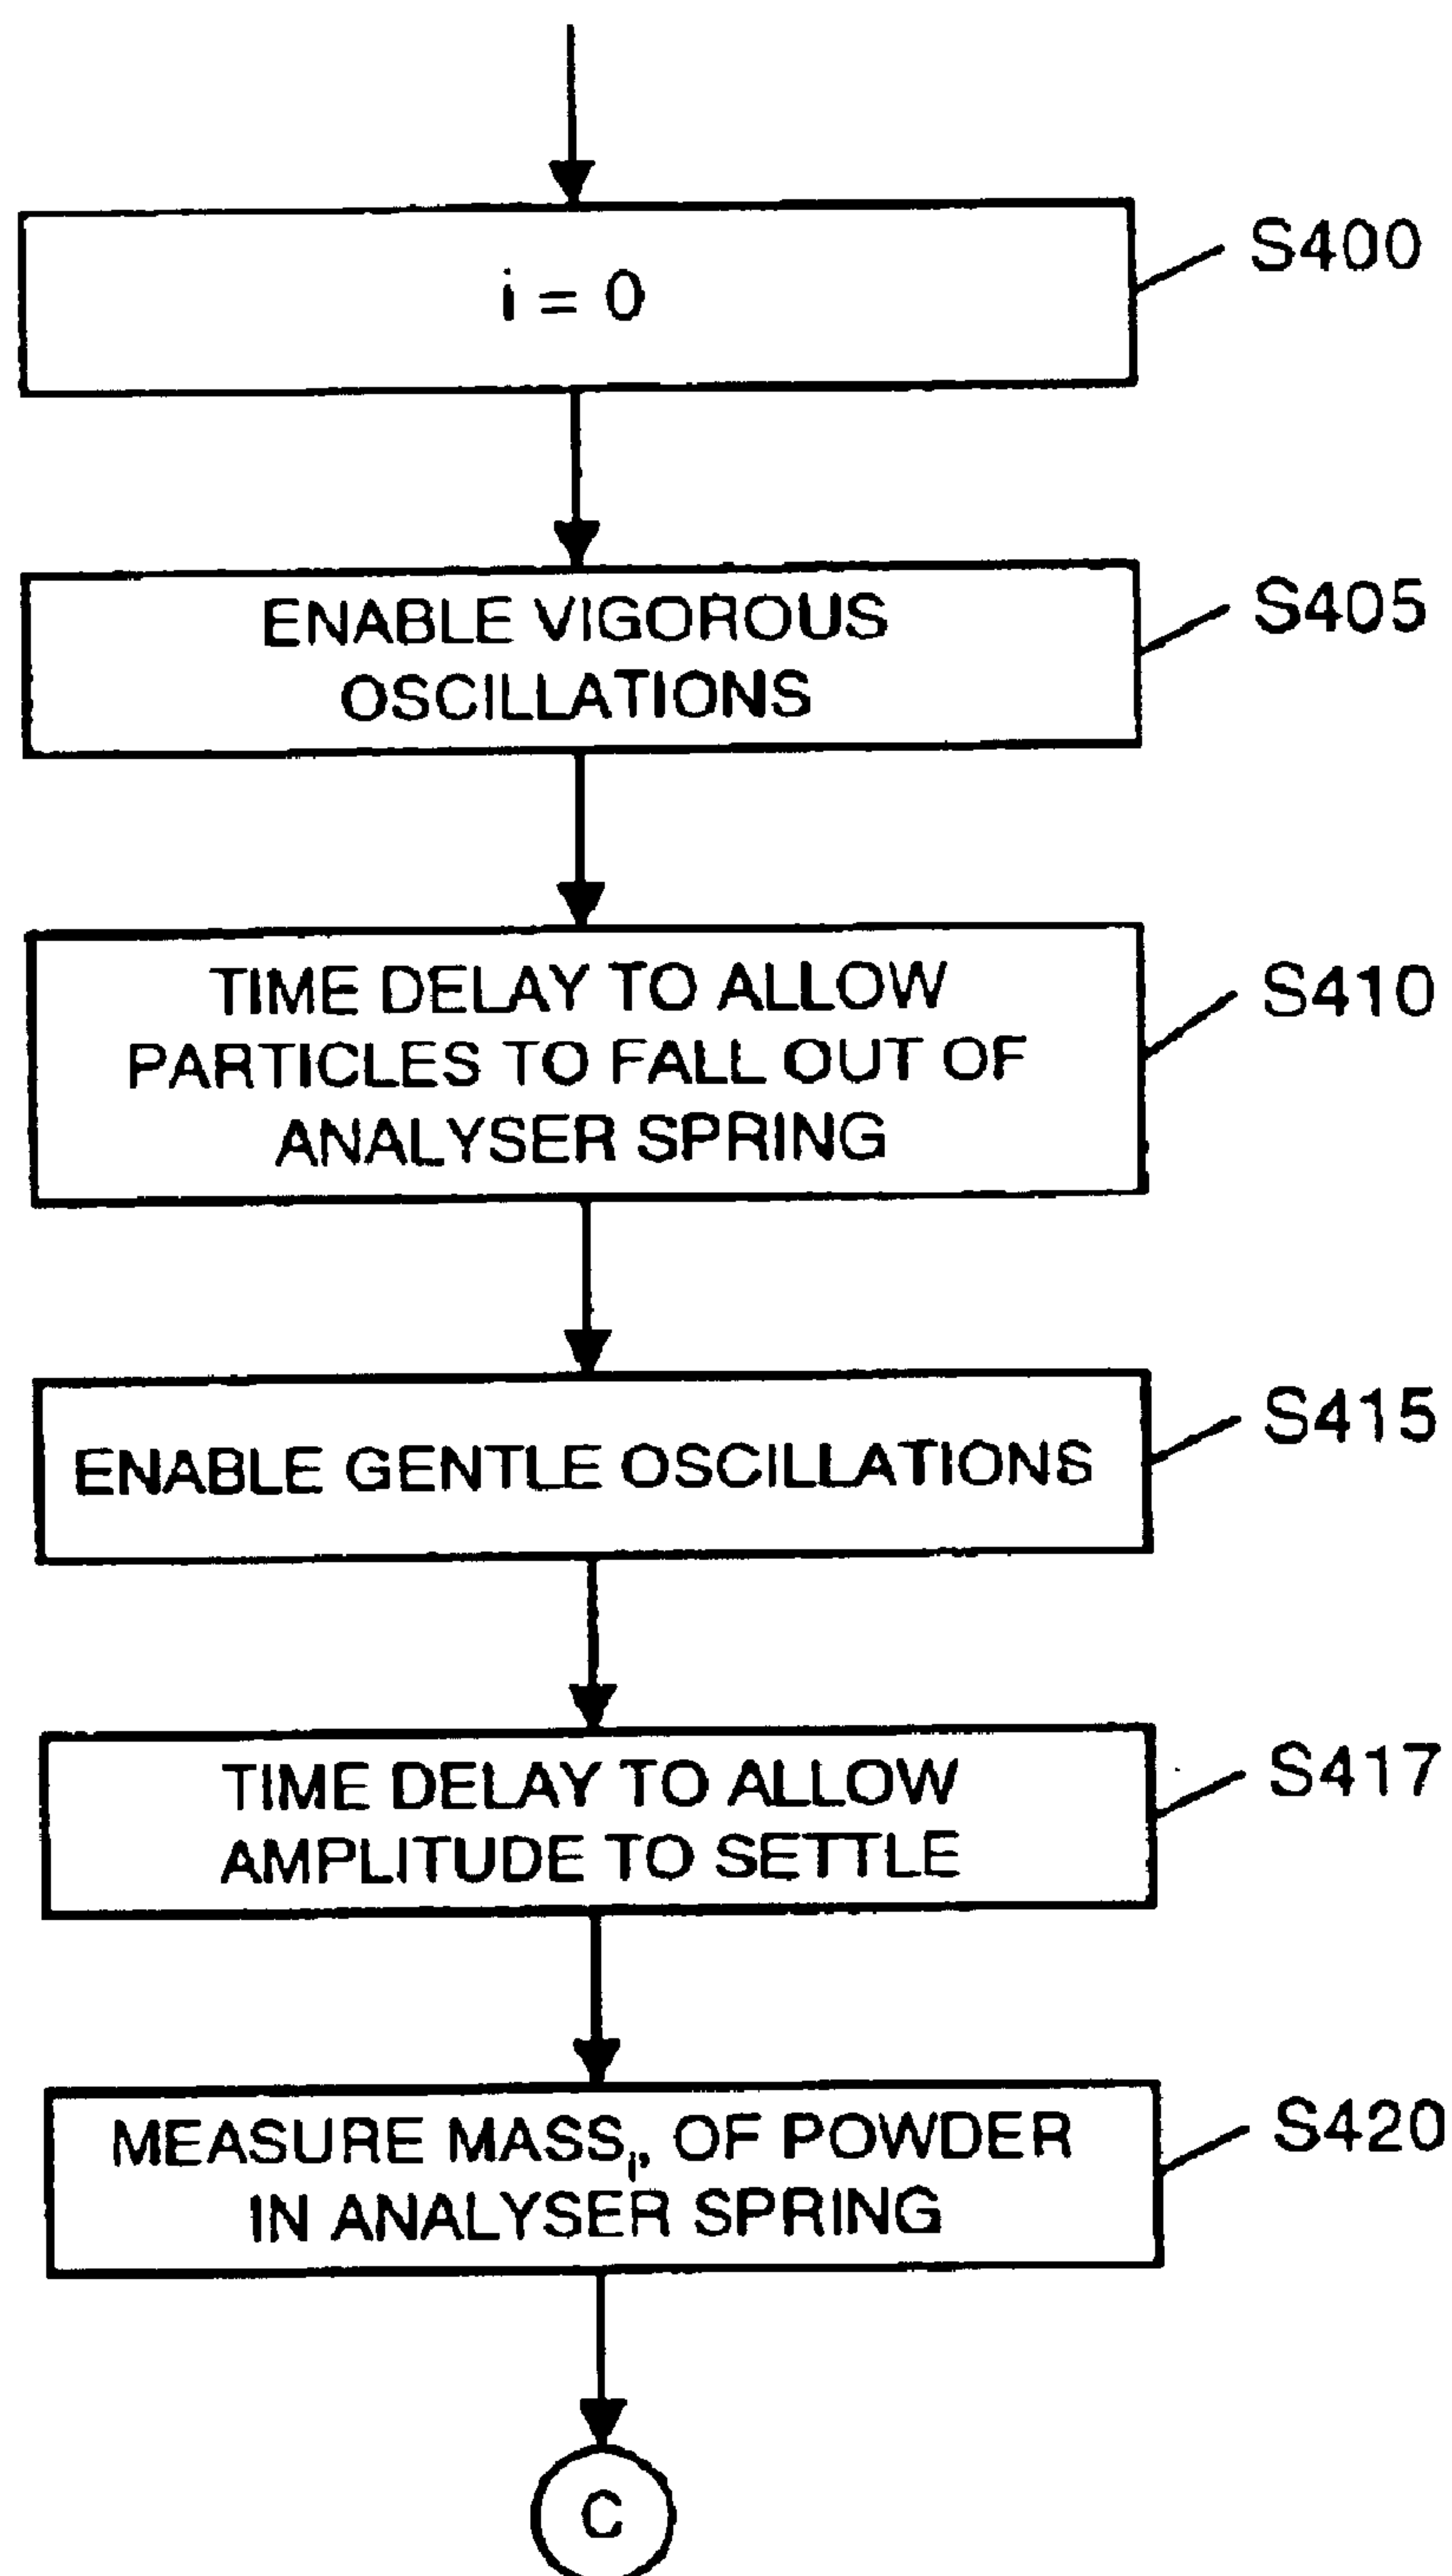 i = 0
S400
ENABLE VIGOROUS
OSCILLATIONS
S405
TIME DELAY TO ALLOW
PARTICLES TO FALL OUT OF
ANALYSER SPRING
S410
ENABLE GENTLE OSCILLATIONS
S415
TIME DELAY TO ALLOW
AMPLITUDE TO SETTLE
S417
MEASURE MASSᵢ, OF POWDER
IN ANALYSER SPRING
S420
C